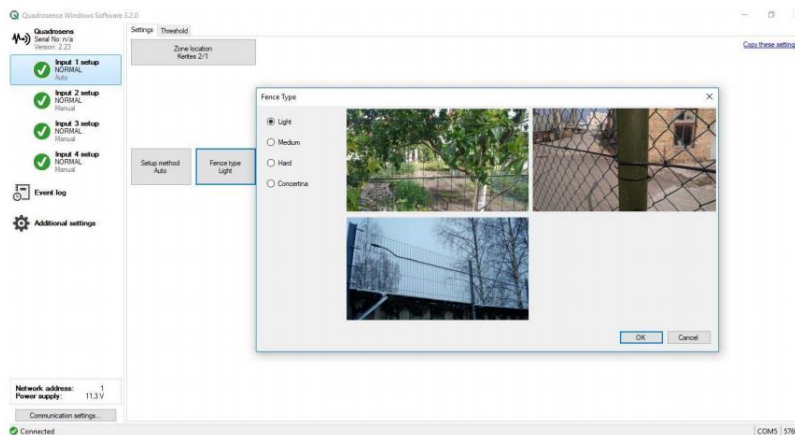 Quadrosense Windows Software 3.2.0
Quadrosens
Serial No: n/a
Version: 2.23
Input 1 setup
NORMAL
Auto
Input 2 setup
NORMAL
Manual
Input 3 setup
NORMAL
Manual
Input 4 setup
NORMAL
Manual
Event log
Additional settings
Network address: 1
Power supply: 11.3 V
Communication settings...
Connected
Settings
Threshold
Zone location
Kerites 2/1
Copy these setting
Setup method
Auto
Fence type
Light
Fence Type
Light
Medium
Hard
Concertina
OK
Cancel
COM5
576